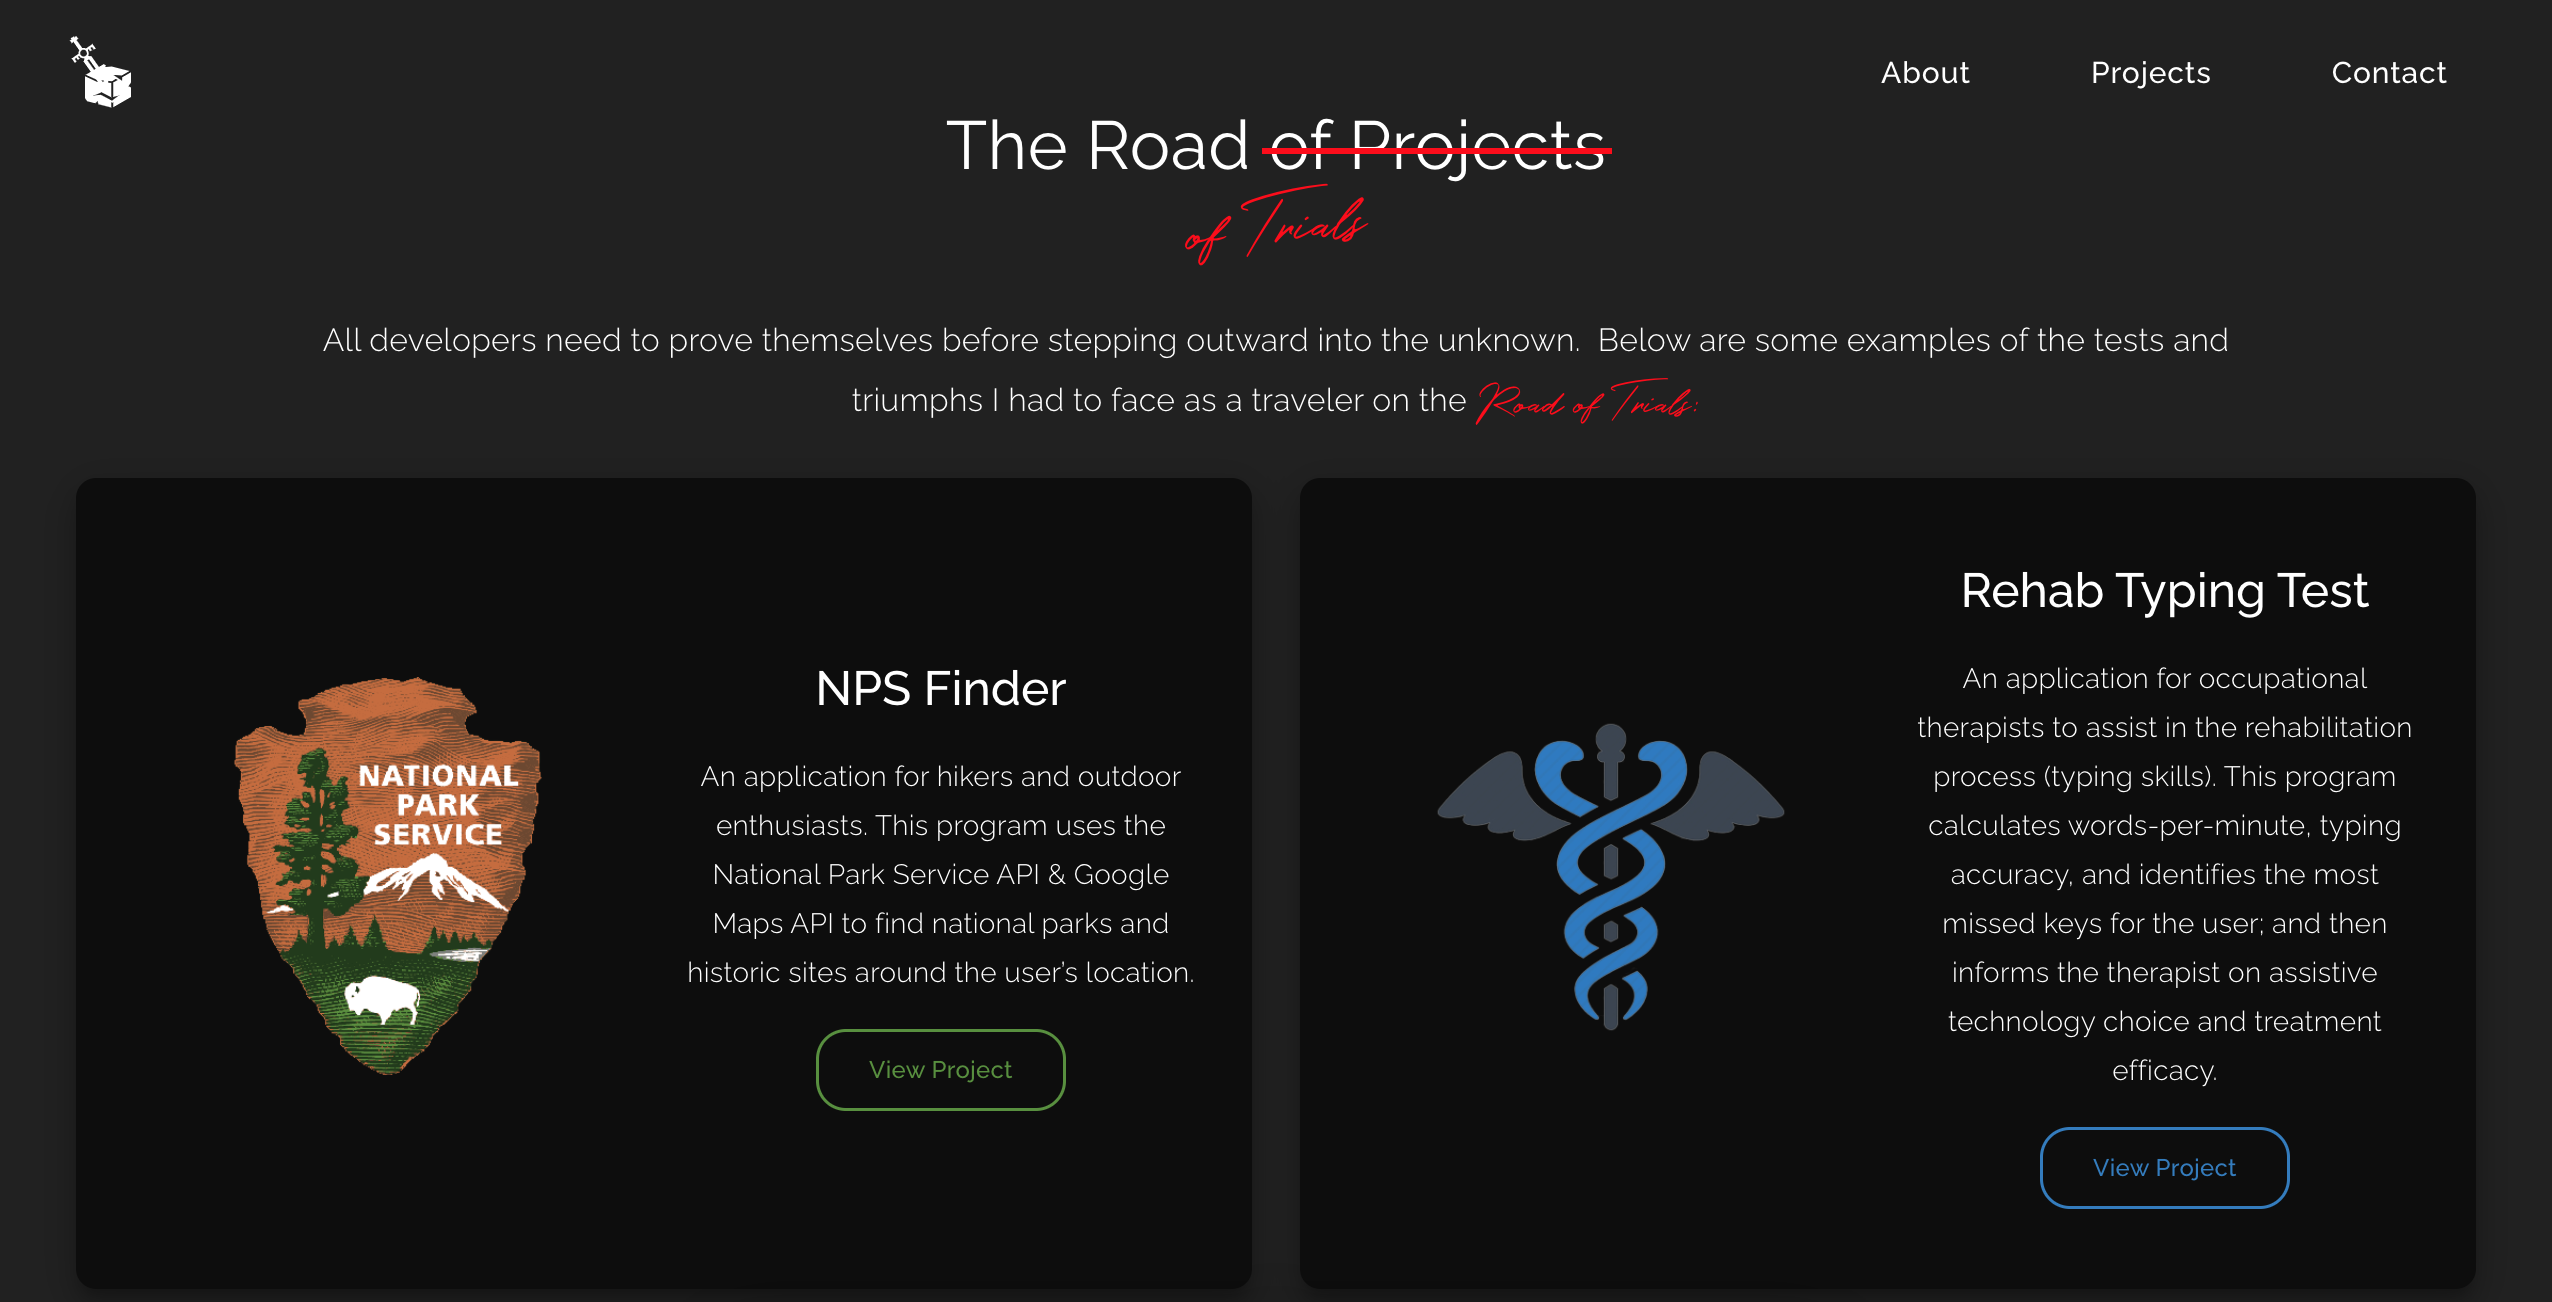 About Projects Contact
The Road of Projects
of Trials
All developers need to prove themselves before stepping outward into the unknown. Below are some examples of the tests and
triumphs I had to face as a traveler on the Road of Trials:
NATIONAL
PARK
SERVICE
NPS Finder
An application for hikers and outdoor
enthusiasts. This program uses the
National Park Service API & Google
Maps API to find national parks and
historic sites around the user's location.
View Project
Rehab Typing Test
An application for occupational
therapists to assist in the rehabilitation
process (typing skills). This program
calculates words-per-minute, typing
accuracy, and identifies the most
missed keys for the user; and then
informs the therapist on assistive
technology choice and treatment
efficacy.
View Project